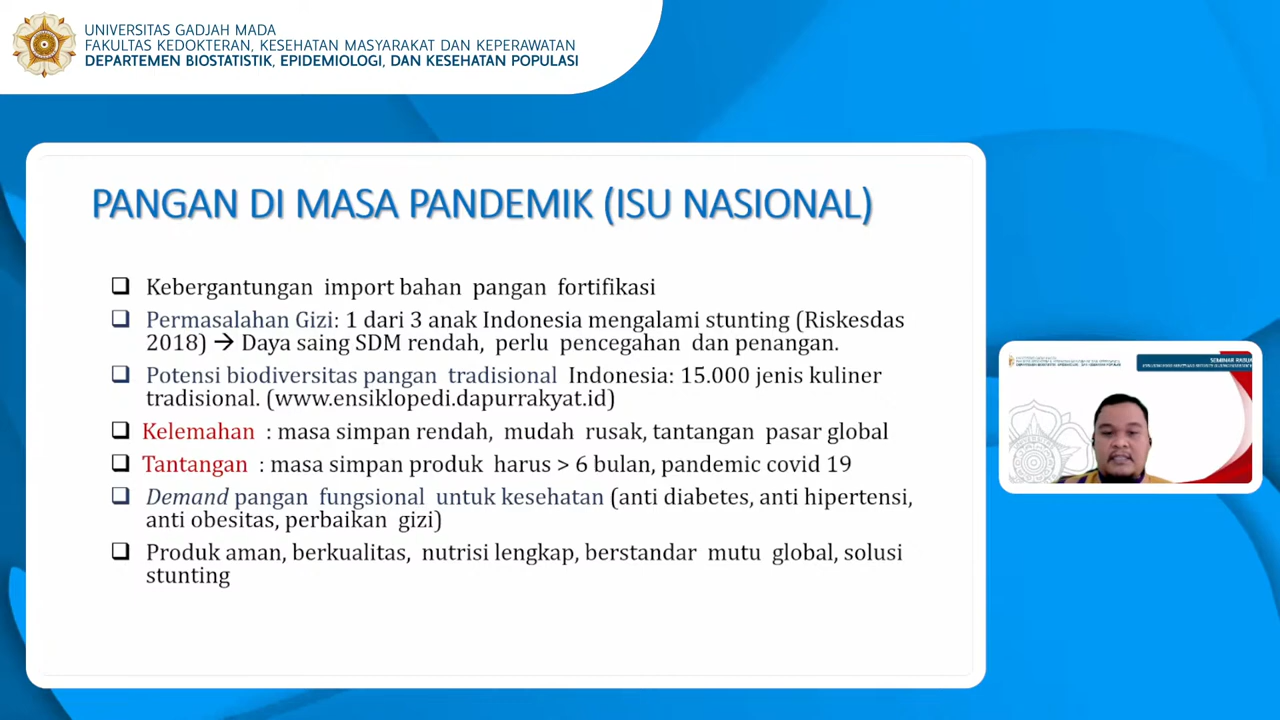 UNIVERSITAS GADJAH MADA
FAKULTAS KEDOKTERAN, KESEHATAN MASYARAKAT DAN KEPERAWATAN
DEPARTEMEN BIOSTATISTIK, EPIDEMIOLOGI, DAN KESEHATAN POPULASI
PANGAN DI MASA PANDEMIK (ISU NASIONAL)
Kebergantungan import bahan pangan fortifikasi
Permasalahan Gizi: 1 dari 3 anak Indonesia mengalami stunting (Riskesdas
2018) → Daya saing SDM rendah, perlu pencegahan dan penangan.
Potensi biodiversitas pangan tradisional Indonesia: 15.000 jenis kuliner
tradisional. (www.ensiklopedi.dapurrakyat.id)
Kelemahan : masa simpan rendah, mudah rusak, tantangan pasar global
Tantangan : masa simpan produk harus > 6 bulan, pandemic covid 19
Demand pangan fungsional untuk kesehatan (anti diabetes, anti hipertensi,
anti obesitas, perbaikan gizi)
Produk aman, berkualitas, nutrisi lengkap, berstandar mutu global, solusi
stunting